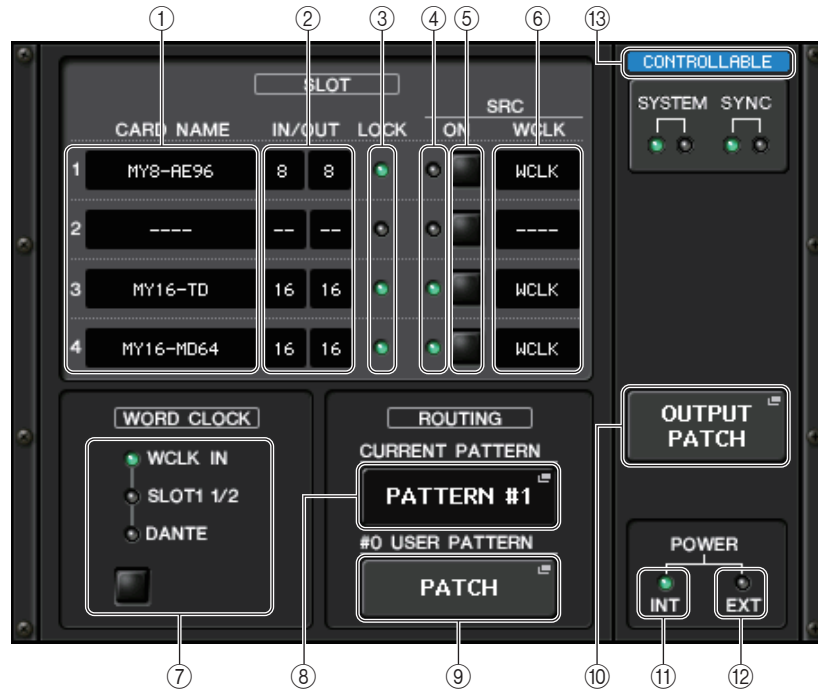 ① ② ③ ④ ⑤ ⑥ ⑬
CONTROLLABLE
SLOT
SYSTEM SYNC
SRC
CARD NAME IN/OUT LOCK ON WCLK
1 MY8-AE96 8 8 WCLK
2 ---- -- -- ----
3 MY16-TD 16 16 WCLK
4 MY16-MD64 16 16 WCLK
WORD CLOCK
WCLK IN
SLOT1 1/2
DANTE
ROUTING
CURRENT PATTERN
PATTERN #1
#0 USER PATTERN
PATCH
OUTPUT
PATCH
POWER
INT EXT
⑦ ⑧ ⑨ ⑩ ⑪ ⑫